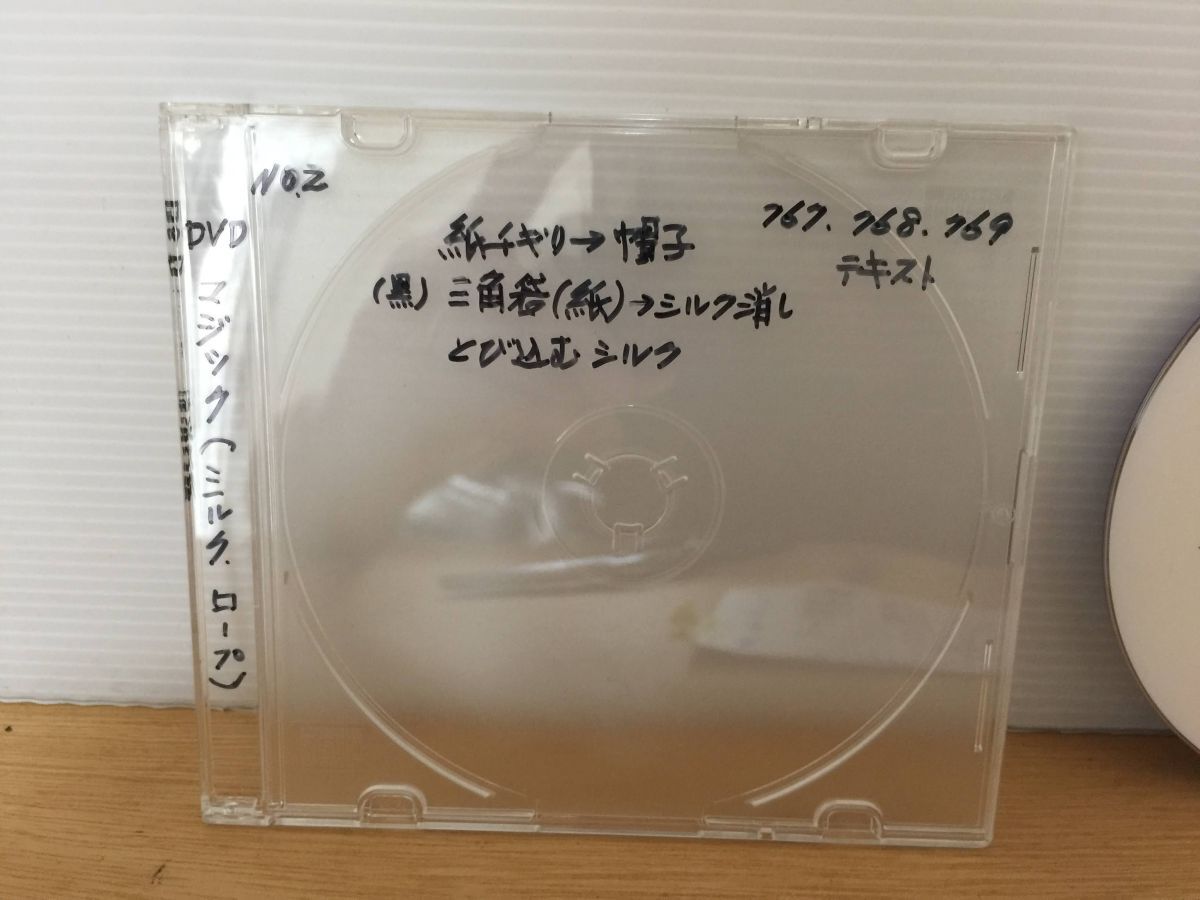 NO.2
DVD マジック(シルク.ロープ)
767.768.769
テキスト
紙チギリ→帽子
(黒)三角袋(紙)→シルク消し
とび込むシルク